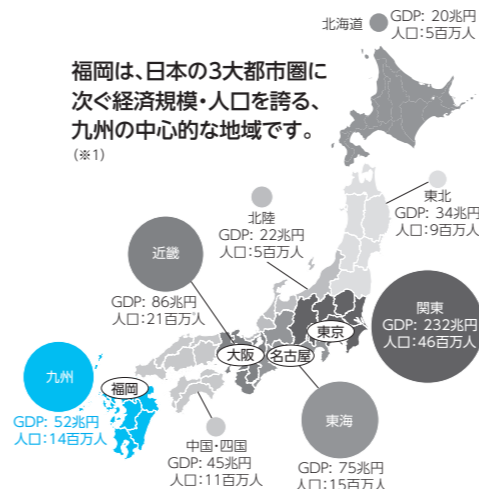 北海道
GDP: 20兆円
人口:5百万人
福岡は、日本の3大都市圏に
次ぐ経済規模・人口を誇る、
九州の中心的な地域です。
(※1)
東北
GDP: 34兆円
人口:9百万人
北陸
GDP: 22兆円
人口:5百万人
近畿
GDP: 86兆円
人口:21百万人
関東
GDP: 232兆円
人口:46百万人
東京
大阪
名古屋
福岡
九州
GDP: 52兆円
人口:14百万人
中国・四国
GDP: 45兆円
人口:11百万人
東海
GDP: 75兆円
人口:15百万人